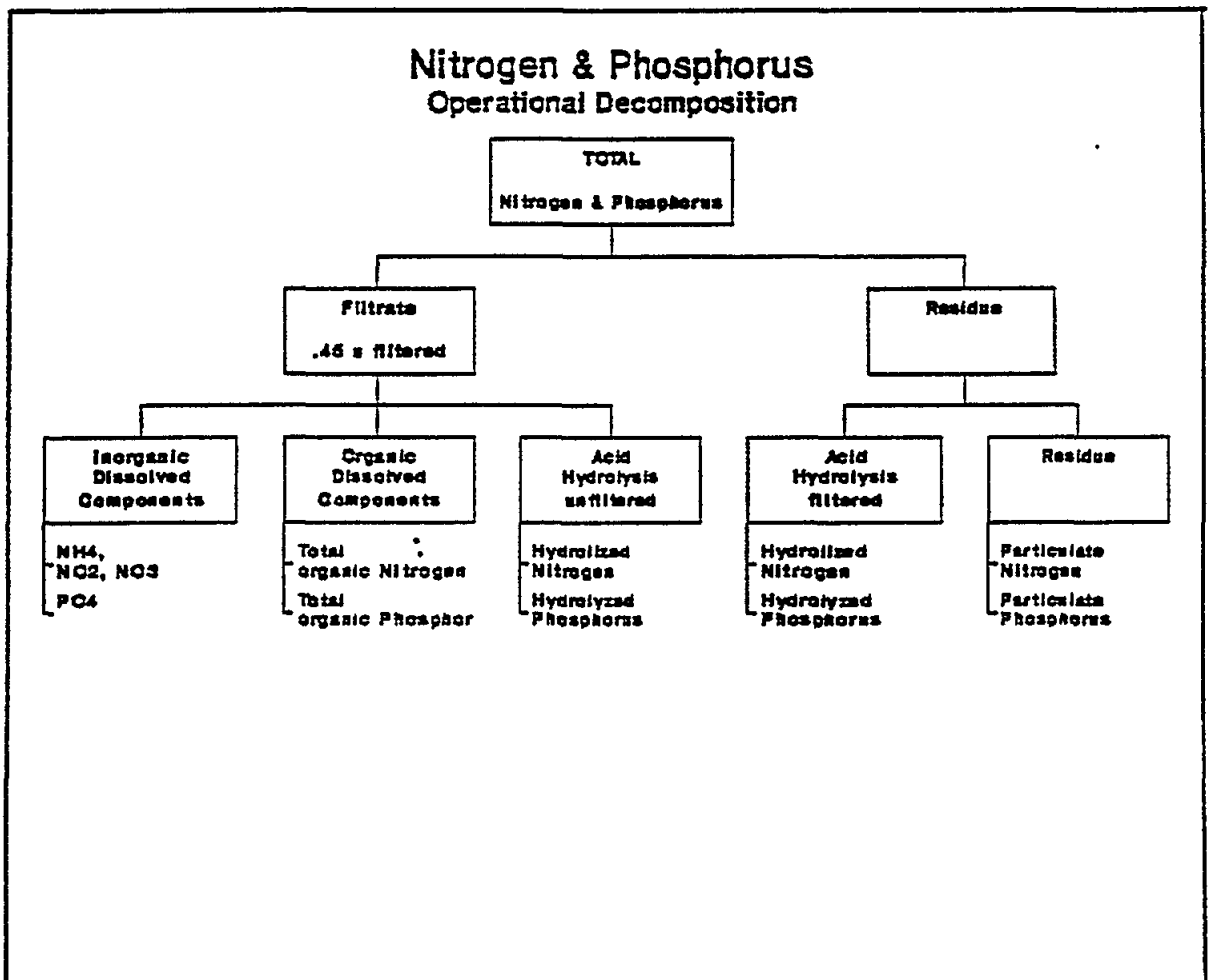 Nitrogen & Phosphorus
Operational Decomposition
TOTAL
Nitrogen & Phosphorus
Filtrate
.45 u filtered
Residue
Inorganic
Dissolved
Components
Organic
Dissolved
Components
Acid
Hydrolysis
unfiltered
Acid
Hydrolysis
filtered
Residue
NH4,
NO2, NO3
PO4
Total
organic Nitrogen
Total
organic Phosphor
Hydrolized
Nitrogen
Hydrolyzed
Phosphorus
Hydrolized
Nitrogen
Hydrolyzed
Phosphorus
Particulate
Nitrogen
Particulate
Phosphorus